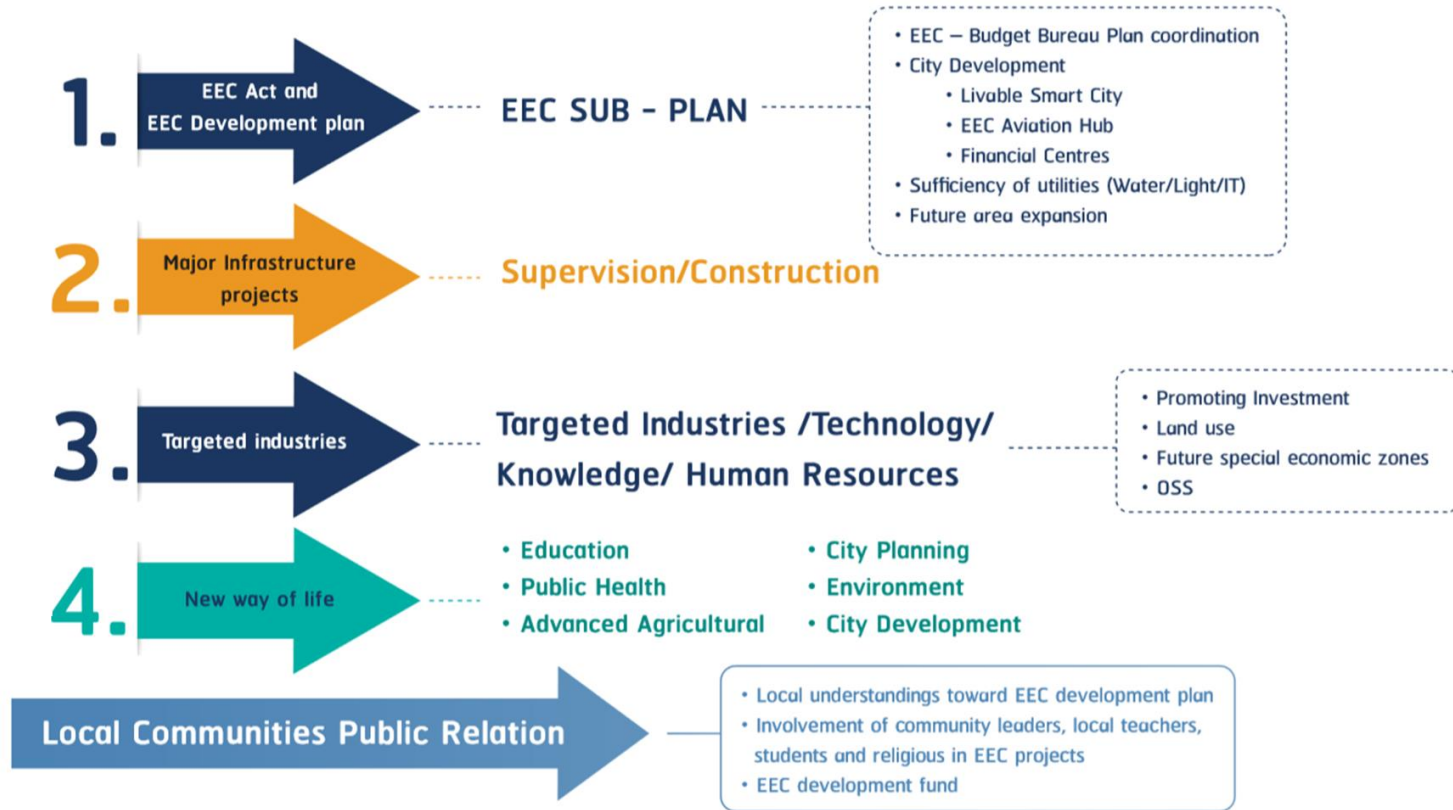 1.
EEC Act and
EEC Development plan
EEC SUB - PLAN
• EEC – Budget Bureau Plan coordination
• City Development
• Livable Smart City
• EEC Aviation Hub
• Financial Centres
• Sufficiency of utilities (Water/Light/IT)
• Future area expansion
2.
Major Infrastructure
projects
Supervision/Construction
3.
Targeted industries
Targeted Industries /Technology/
Knowledge/ Human Resources
• Promoting Investment
• Land use
• Future special economic zones
• OSS
4.
New way of life
• Education
• Public Health
• Advanced Agricultural
• City Planning
• Environment
• City Development
Local Communities Public Relation
• Local understandings toward EEC development plan
• Involvement of community leaders, local teachers,
students and religious in EEC projects
• EEC development fund